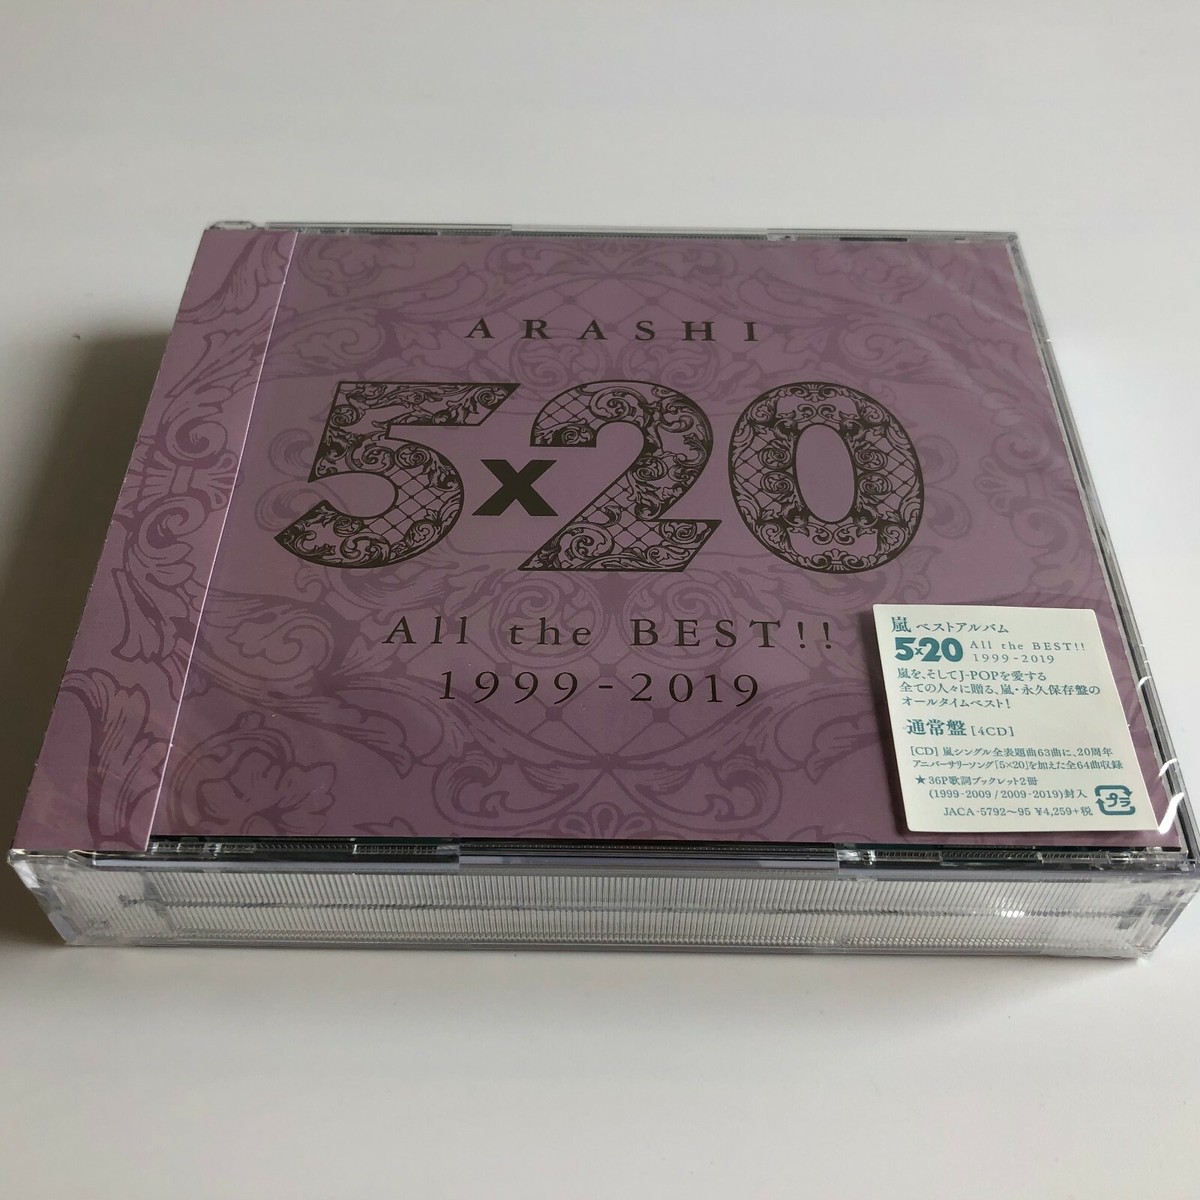 ARASHI
5×20
All the BEST!!
1999-2019
嵐 ベストアルバム
5×20 All the BEST!!
1999-2019
嵐を、そしてJ-POPを愛する
全ての人々に贈る、嵐・永久保存盤の
オールタイムベスト!
通常盤 [4CD]
[CD] 嵐シングル全表題曲63曲に、20周年
アニバーサリーソング「5×20」を加えた全64曲収録
★36P歌詞ブックレット2冊
(1999-2009 / 2009-2019)封入
プラ
JACA-5792〜95 ¥4,259+税